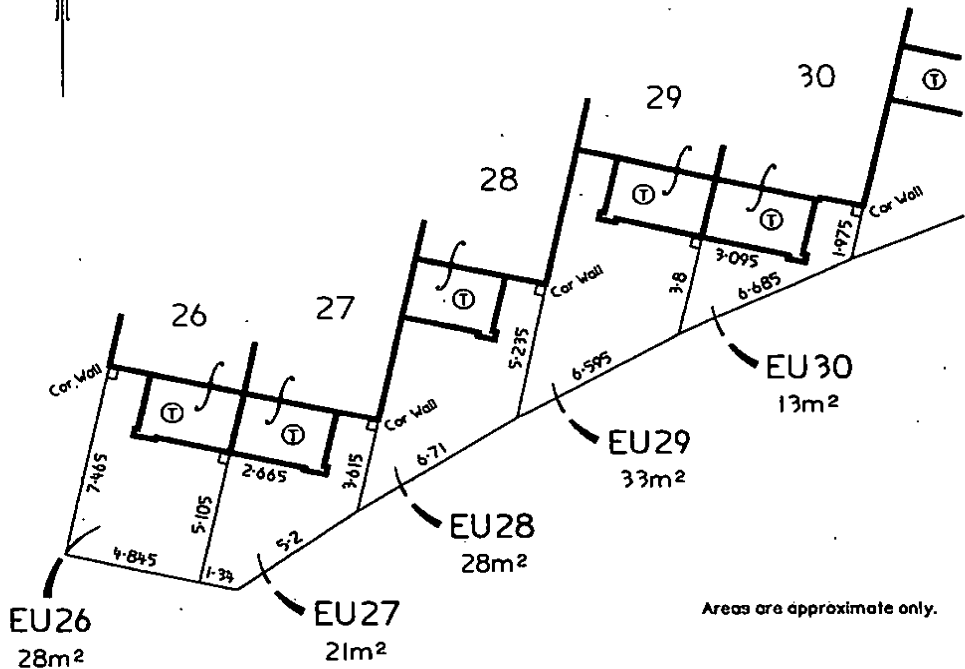 30
29
28
27
26
T
T
T
T
T
T
Cor Wall
Cor Wall
Cor Wall
Cor Wall
1·975
3·095
3·8
6·685
EU30
13m²
5·235
6·595
EU29
33m²
6·71
EU28
28m²
3·615
2·665
7·465
5·105
5·2
4·845
1·34
EU27
21m²
EU26
28m²
Areas are approximate only.